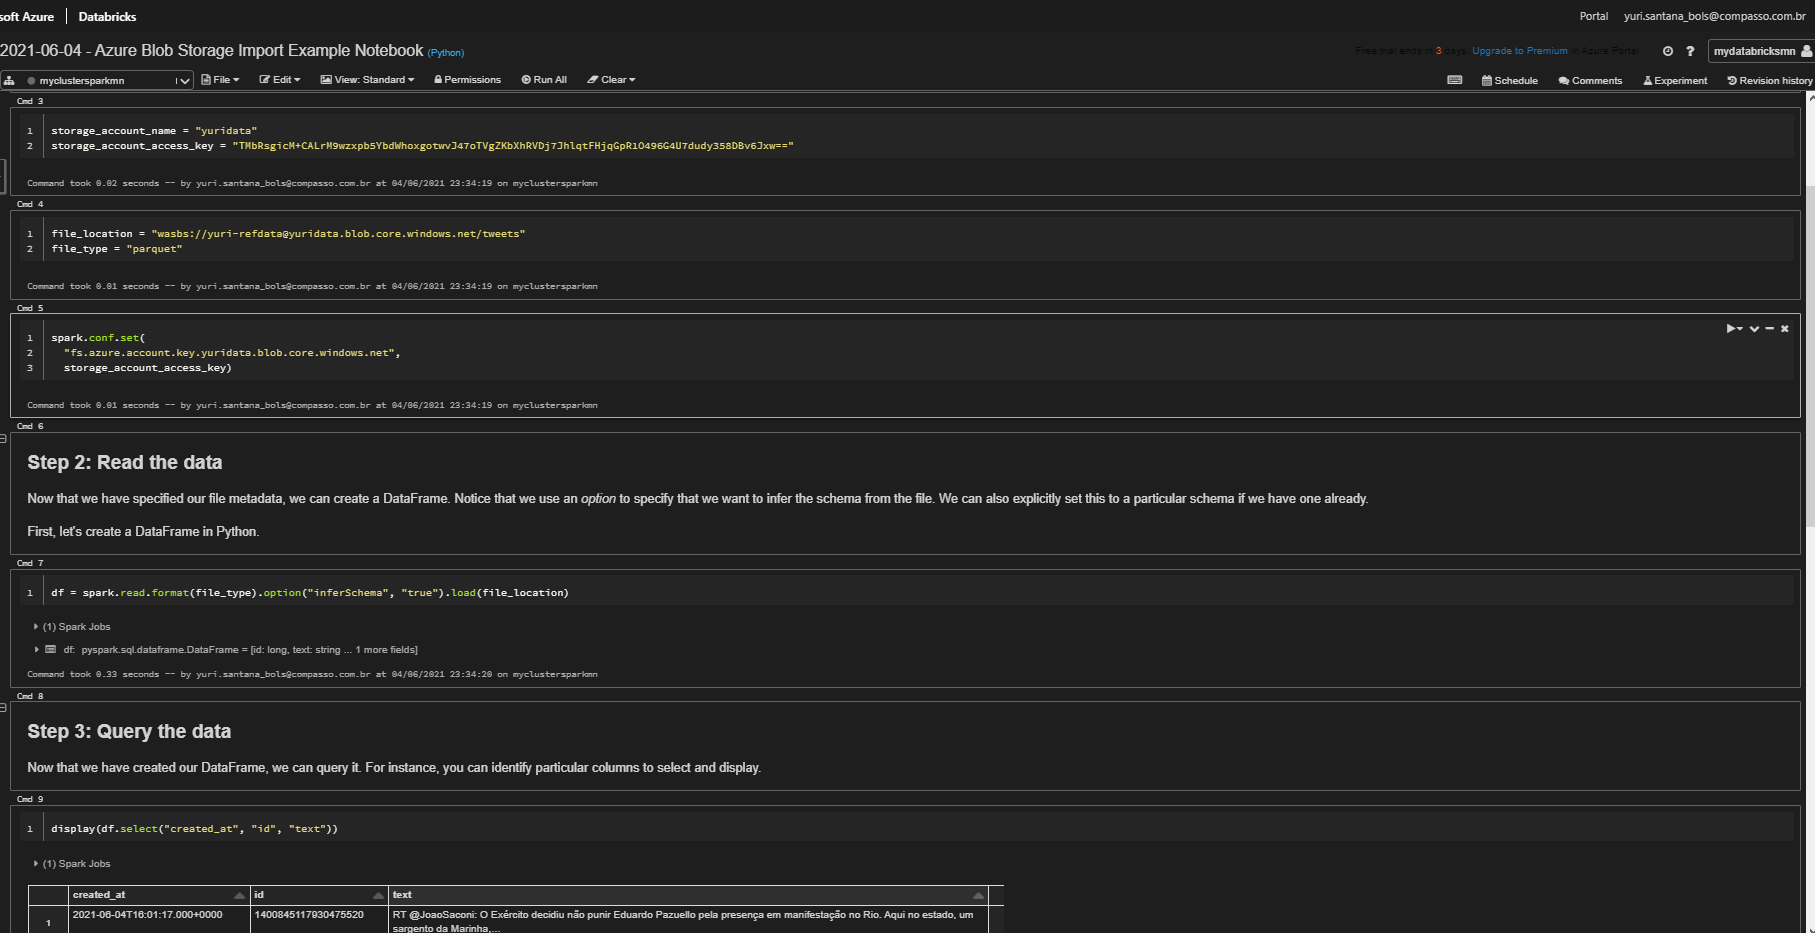 soft Azure | Databricks
Portal yuri.santana_bols@compasso.com.br
2021-06-04 - Azure Blob Storage Import Example Notebook (Python)
Free trial ends in 3 days. Upgrade to Premium in Azure Portal
mydatabricksmn
myclustersparkmn File Edit View: Standard Permissions Run All Clear
Schedule Comments Experiment Revision history
Cmd 3
1 storage_account_name = "yuridata"
2 storage_account_access_key =
Command took 0.02 seconds -- by yuri.santana_bols@compasso.com.br at 04/06/2021 23:34:19 on myclustersparkmn
Cmd 4
1 file_location = "wasbs://yuri-refdata@yuridata.blob.core.windows.net/tweets"
2 file_type = "parquet"
Command took 0.01 seconds -- by yuri.santana_bols@compasso.com.br at 04/06/2021 23:34:19 on myclustersparkmn
Cmd 5
1 spark.conf.set(
2 "fs.azure.account.key.yuridata.blob.core.windows.net",
3 storage_account_access_key)
Command took 0.01 seconds -- by yuri.santana_bols@compasso.com.br at 04/06/2021 23:34:19 on myclustersparkmn
Cmd 6
Step 2: Read the data
Now that we have specified our file metadata, we can create a DataFrame. Notice that we use an option to specify that we want to infer the schema from the file. We can also explicitly set this to a particular schema if we have one already.
First, let's create a DataFrame in Python.
Cmd 7
1 df = spark.read.format(file_type).option("inferSchema", "true").load(file_location)
(1) Spark Jobs
df: pyspark.sql.dataframe.DataFrame = [id: long, text: string ... 1 more fields]
Command took 0.33 seconds -- by yuri.santana_bols@compasso.com.br at 04/06/2021 23:34:20 on myclustersparkmn
Cmd 8
Step 3: Query the data
Now that we have created our DataFrame, we can query it. For instance, you can identify particular columns to select and display.
Cmd 9
1 display(df.select("created_at", "id", "text"))
(1) Spark Jobs
created_at id text
1 2021-06-04T16:01:17.000+0000 1400845117930475520 RT @JoaoSaconi: O Exército decidiu não punir Eduardo Pazuello pela presença em manifestação no Rio. Aqui no estado, um
sargento da Marinha,...